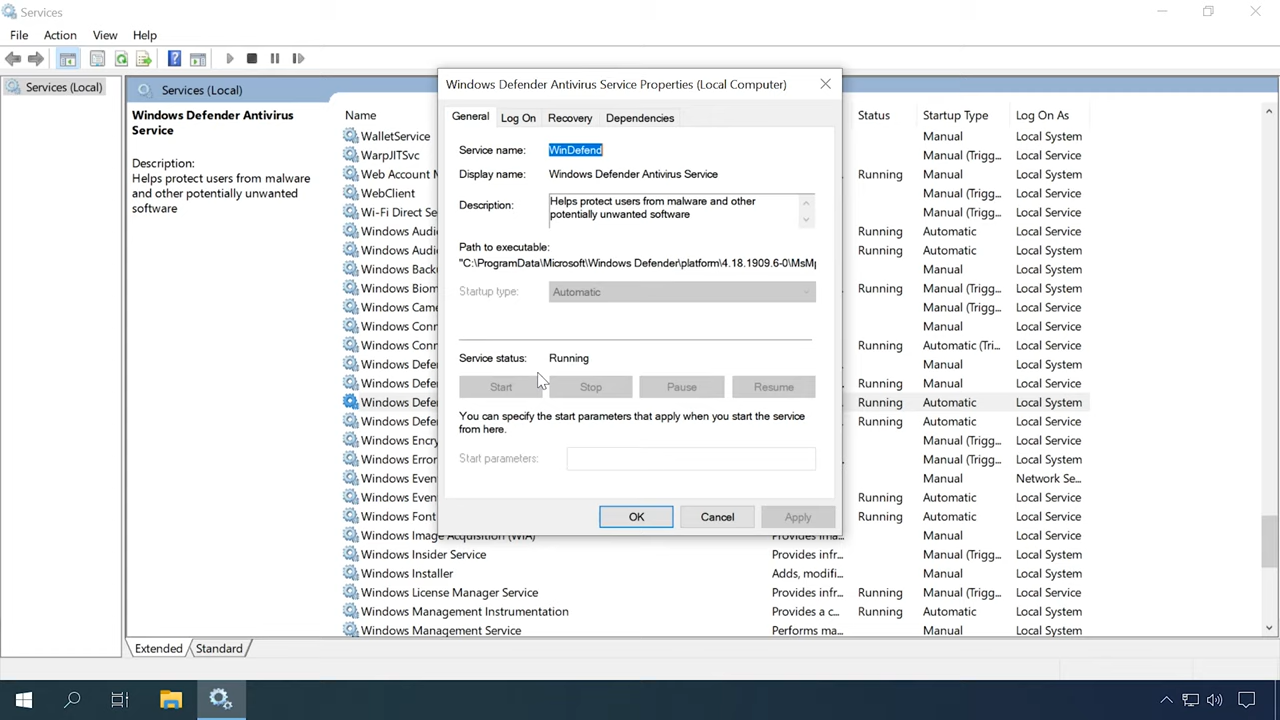 Services
File Action View Help
Services (Local)
Services (Local)
Windows Defender Antivirus
Service
Description:
Helps protect users from malware
and other potentially unwanted
software
Name Status Startup Type Log On As
WalletService Manual Local System
WarpJITSvc Manual (Trigg... Local Service
Web Account M Running Manual Local System
WebClient Manual (Trigg... Local Service
Wi-Fi Direct Se Manual (Trigg... Local Service
Windows Audi Running Automatic Local Service
Windows Audi Running Automatic Local System
Windows Back Manual Local System
Windows Biom Running Manual (Trigg... Local System
Windows Came Manual (Trigg... Local Service
Windows Conn Manual Local System
Windows Conn Running Automatic (Tri... Local Service
Windows Defe Running Manual (Trigg... Local System
Windows Defe Running Manual Local Service
Windows Defe Running Automatic Local System
Windows Defe Running Automatic Local Service
Windows Encry Manual (Trigg... Local System
Windows Error Manual (Trigg... Local System
Windows Even Manual Network Se...
Windows Even Running Automatic Local Service
Windows Font Running Automatic Local Service
Windows Image Acquisition (WIA) Provides ima... Manual Local Service
Windows Insider Service Provides infr... Manual (Trigg... Local System
Windows Installer Adds, modifi... Manual Local System
Windows License Manager Service Provides infr... Running Manual (Trigg... Local Service
Windows Management Instrumentation Provides a c... Running Automatic Local System
Windows Management Service Performs ma... Manual Local System
Extended Standard
Windows Defender Antivirus Service Properties (Local Computer)
General Log On Recovery Dependencies
Service name: WinDefend
Display name: Windows Defender Antivirus Service
Description: Helps protect users from malware and other
potentially unwanted software
Path to executable:
"C:\ProgramData\Microsoft\Windows Defender\platform\4.18.1909.6-0\MsMp
Startup type: Automatic
Service status: Running
Start Stop Pause Resume
You can specify the start parameters that apply when you start the service
from here.
Start parameters:
OK Cancel Apply